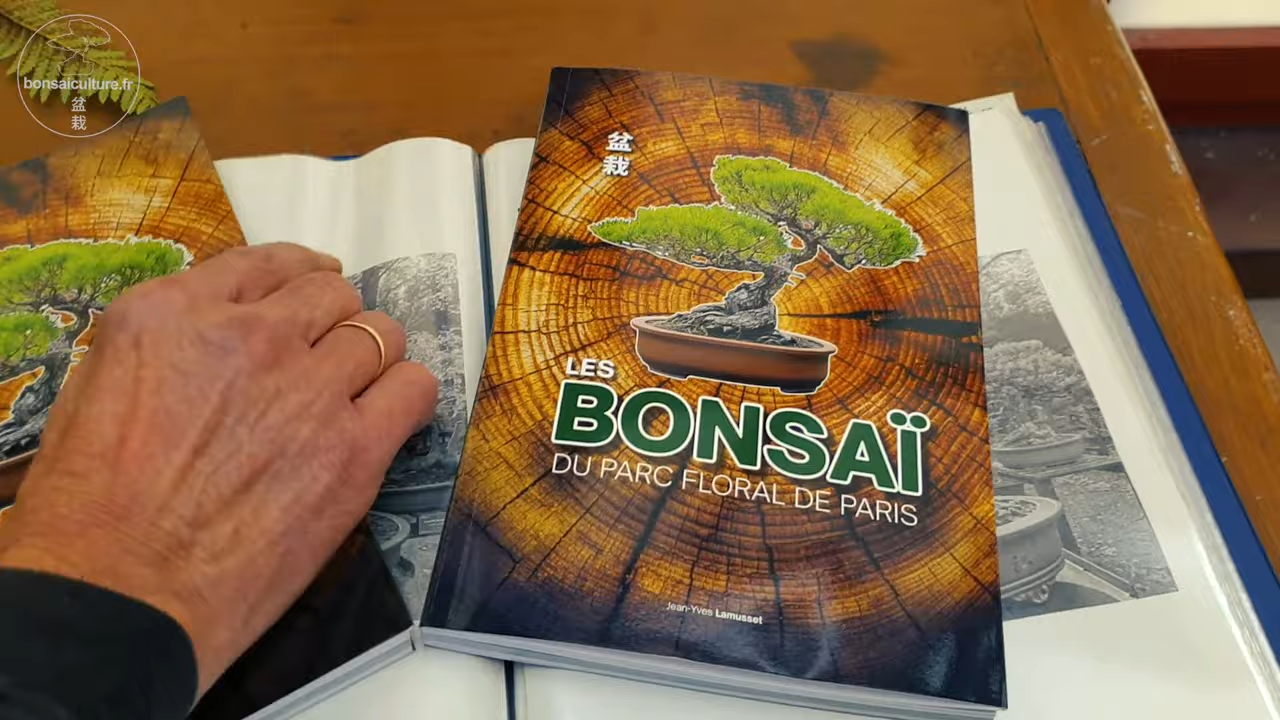 bonsaiculture.fr
盆
栽
盆
栽
LES
BONSAÏ
DU PARC FLORAL DE PARIS
Jean-Yves Lamusset